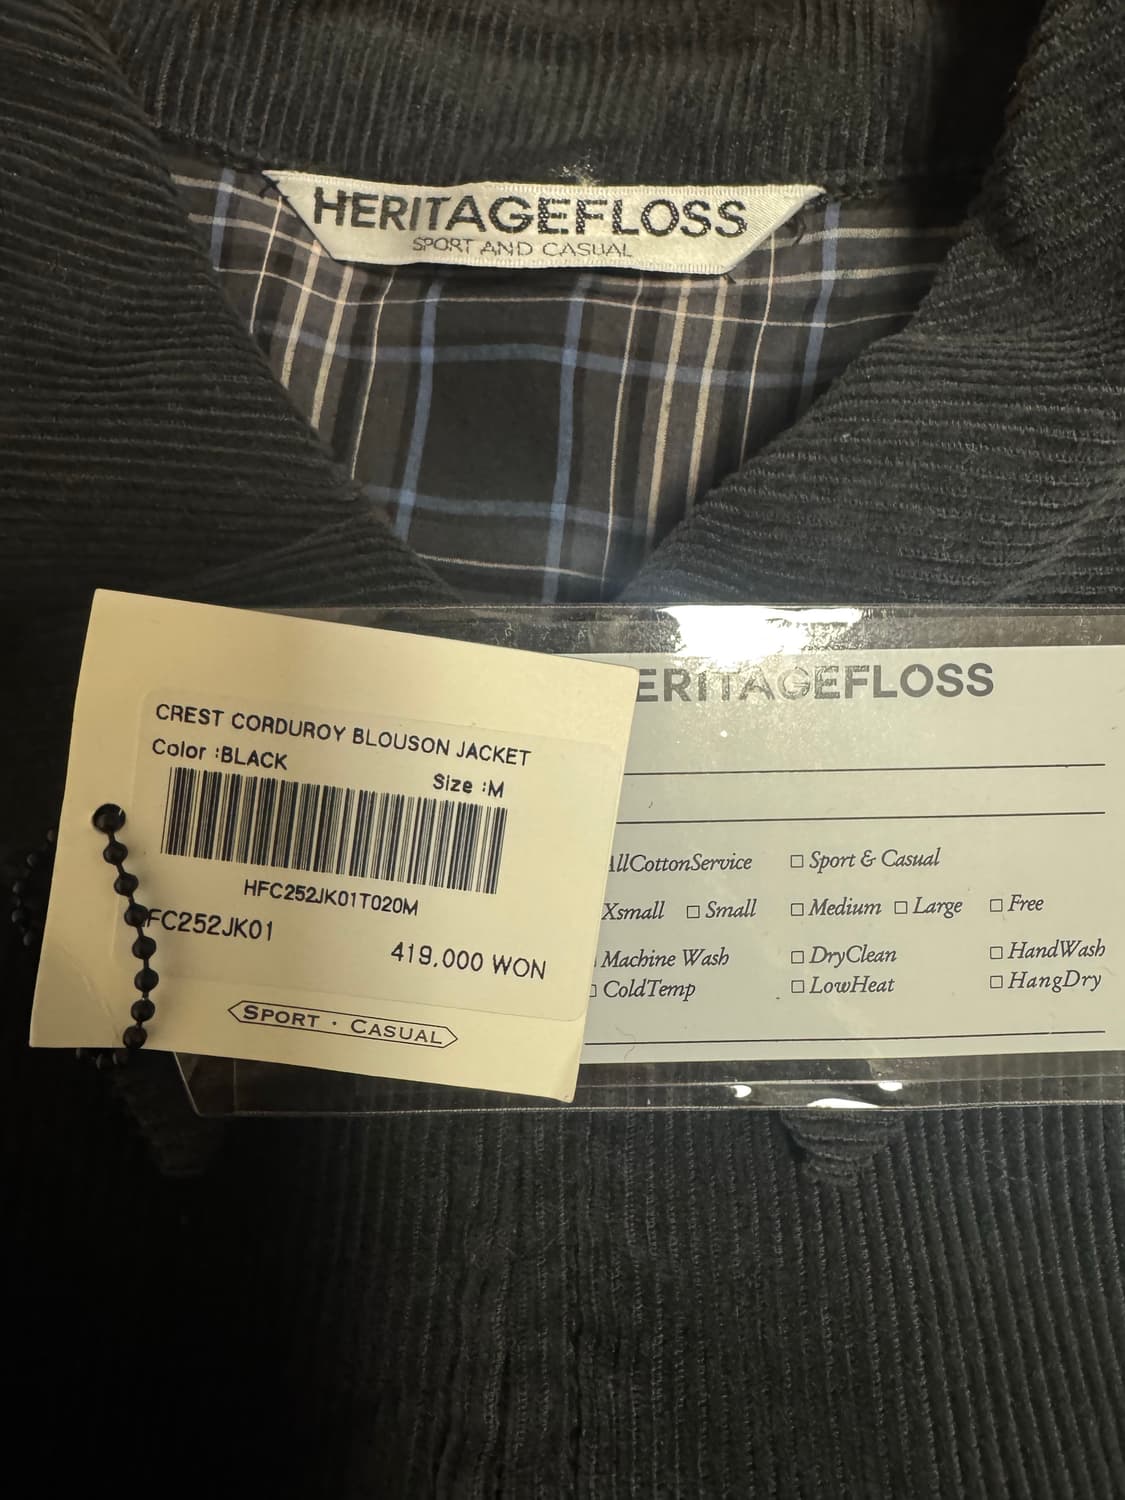 HERITAGEFLOSS
SPORT AND CASUAL
ERITAGEFLOSS
CREST CORDUROY BLOUSON JACKET
Color :BLACK
Size :M
HFC252JK01T020M
FC252JK01
419,000 WON
SPORT · CASUAL
llCottonService Sport & Casual
Xsmall Small Medium Large Free
Machine Wash DryClean HandWash
ColdTemp LowHeat HangDry